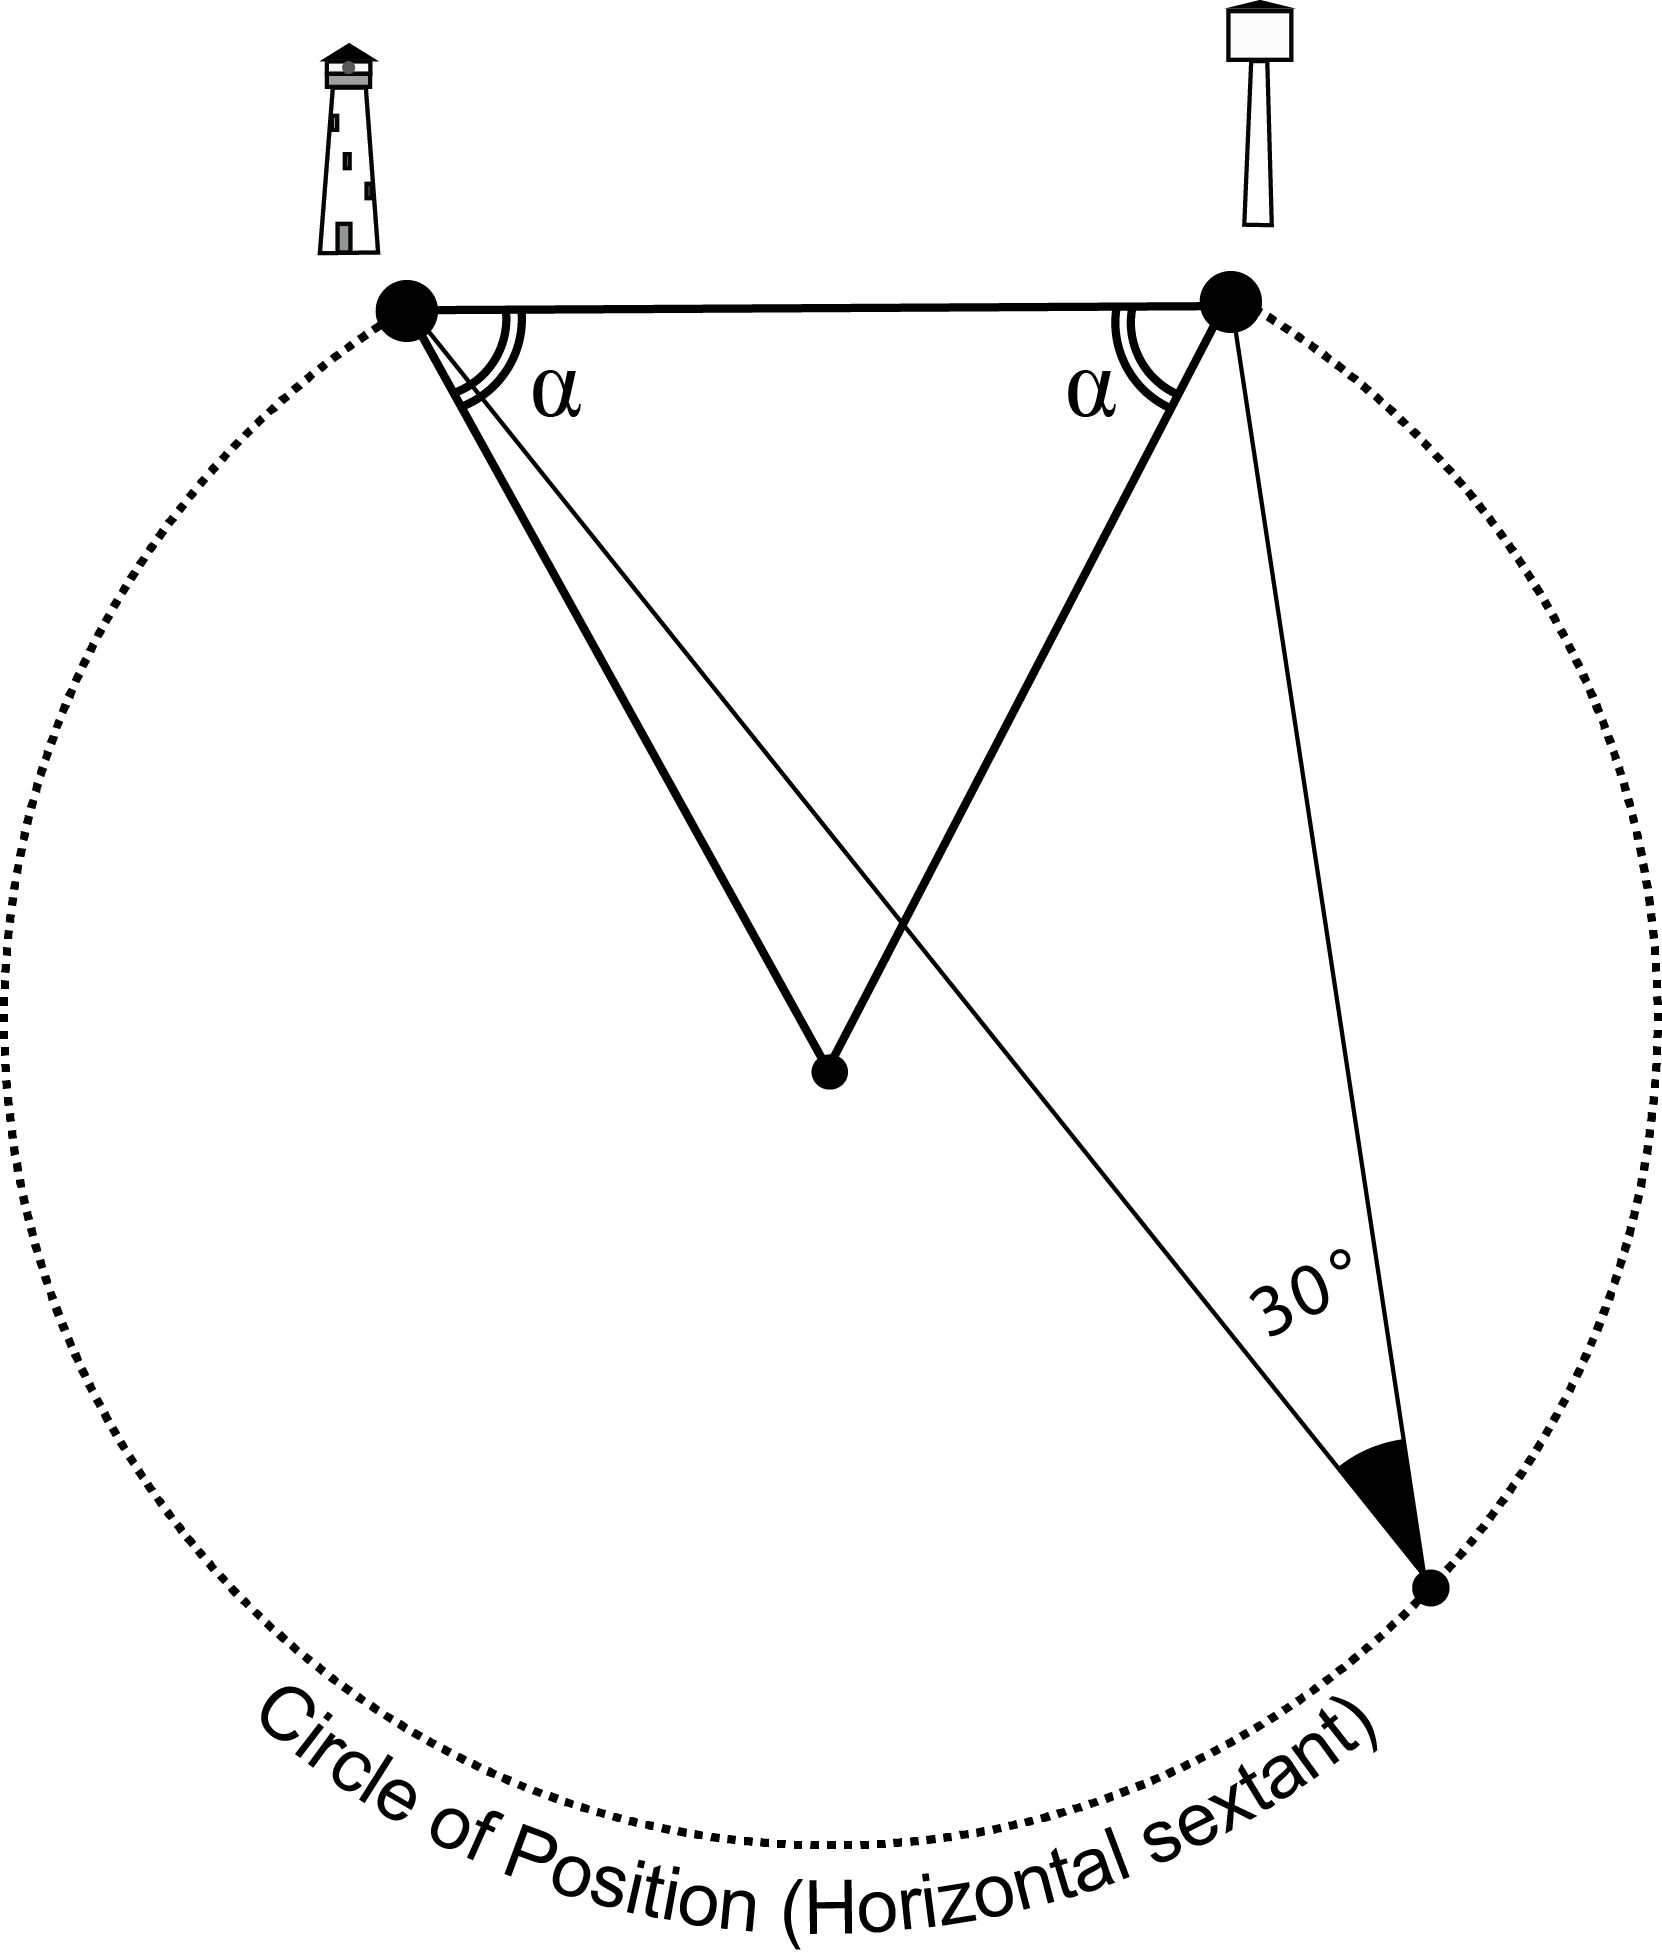 α
α
30°
Circle of Position (Horizontal sextant)